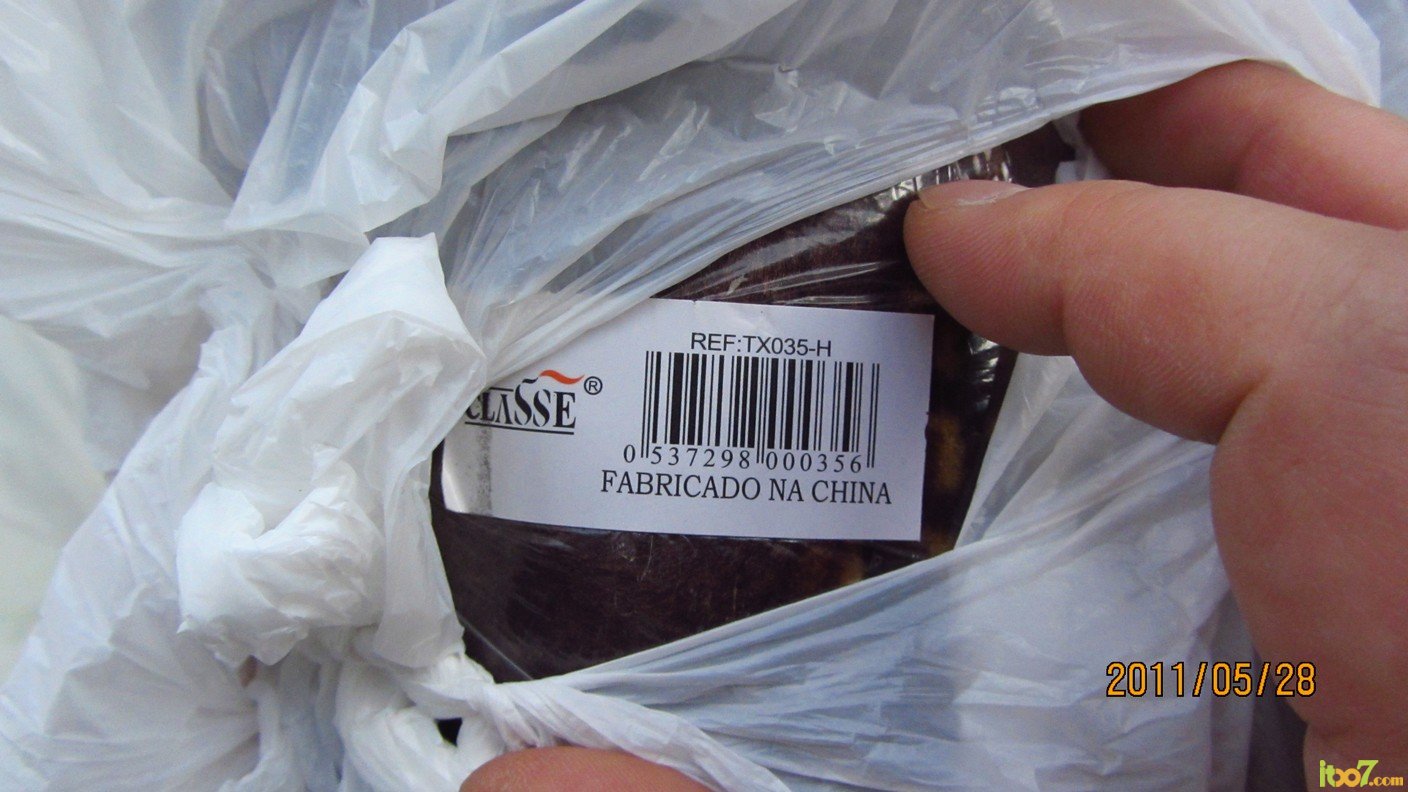 REF:TX035-H
CLASSE®
0 537298 000356
FABRICADO NA CHINA
2011/05/28
itoo7.com